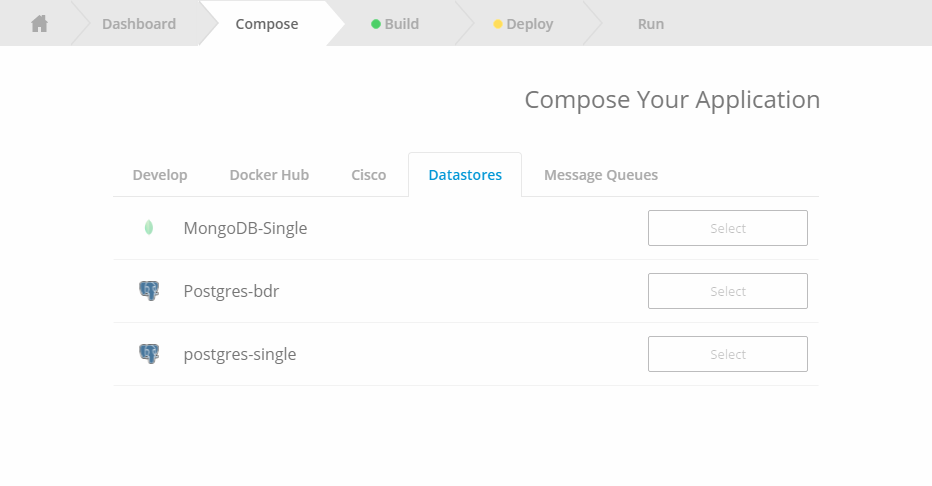 Dashboard Compose Build Deploy Run
Compose Your Application
Develop Docker Hub Cisco Datastores Message Queues
MongoDB-Single Select
Postgres-bdr Select
postgres-single Select